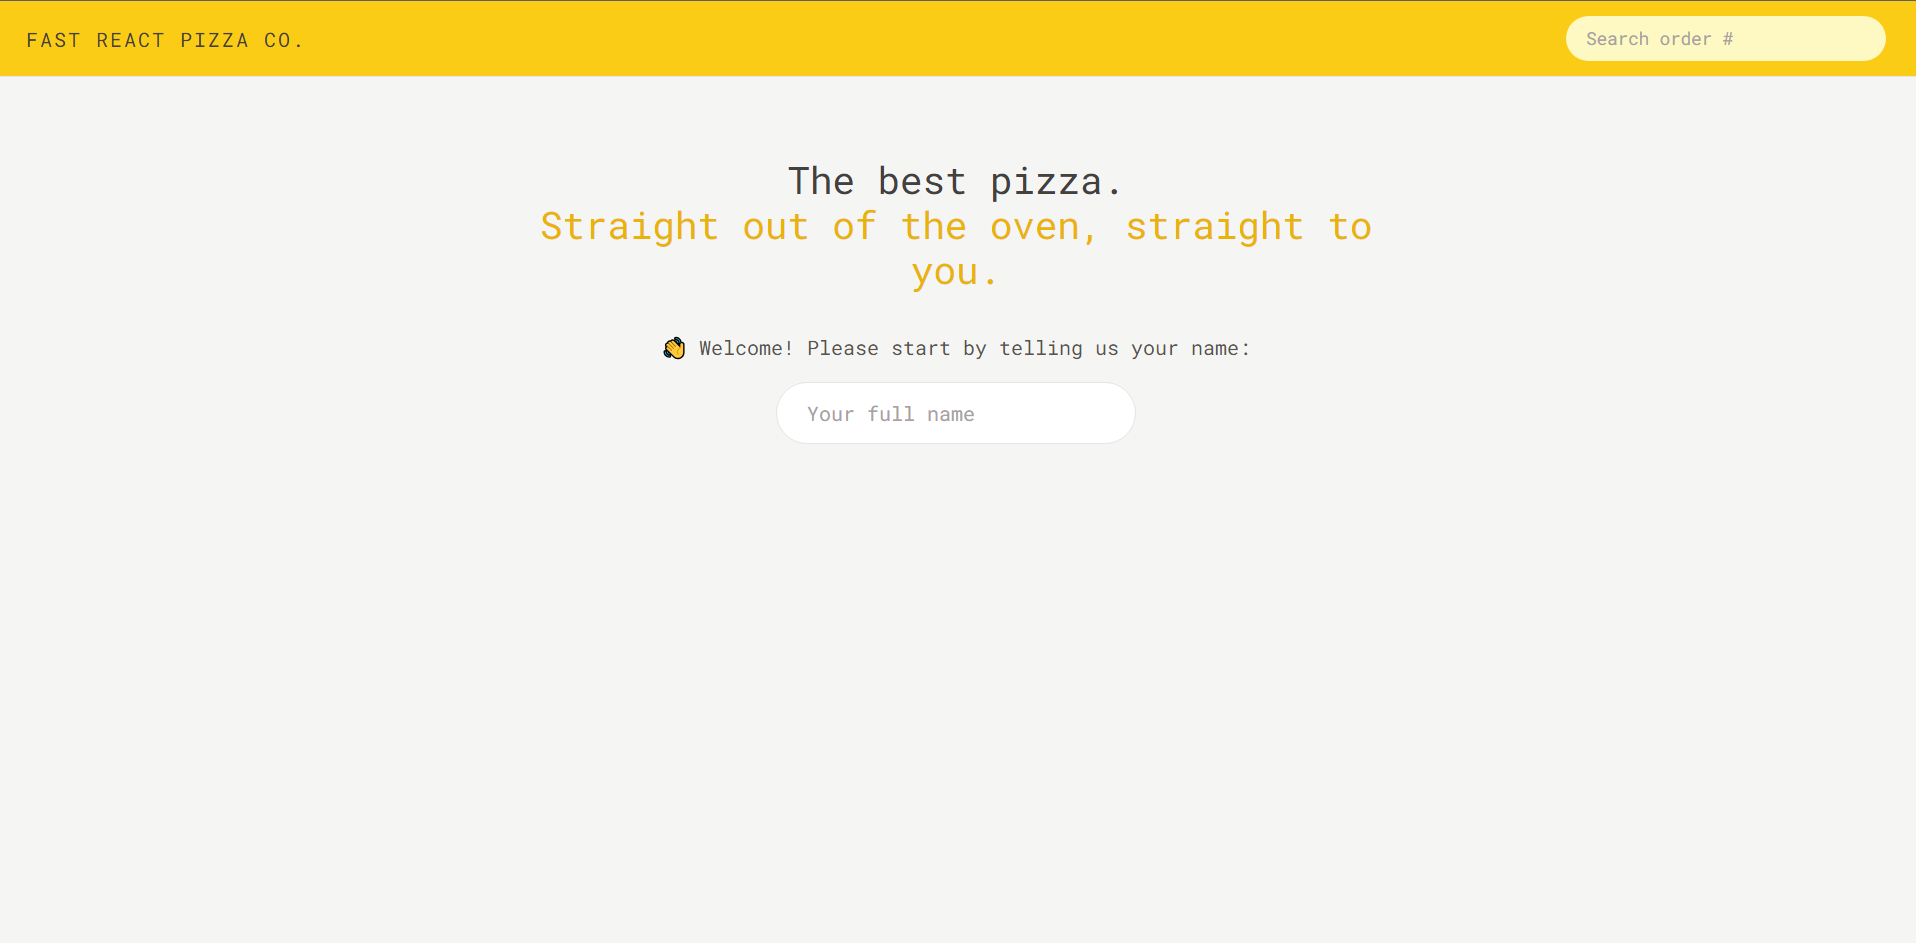 FAST REACT PIZZA CO.
Search order #
The best pizza.
Straight out of the oven, straight to
you.
👋 Welcome! Please start by telling us your name:
Your full name